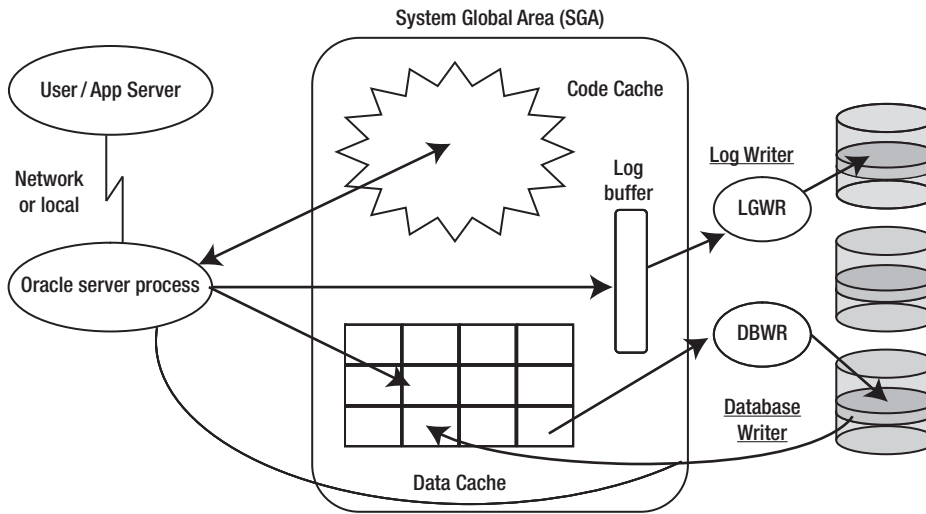 System Global Area (SGA)
User / App Server
Code Cache
Network
or local
Log
buffer
Log Writer
LGWR
Oracle server process
DBWR
Database
Writer
Data Cache